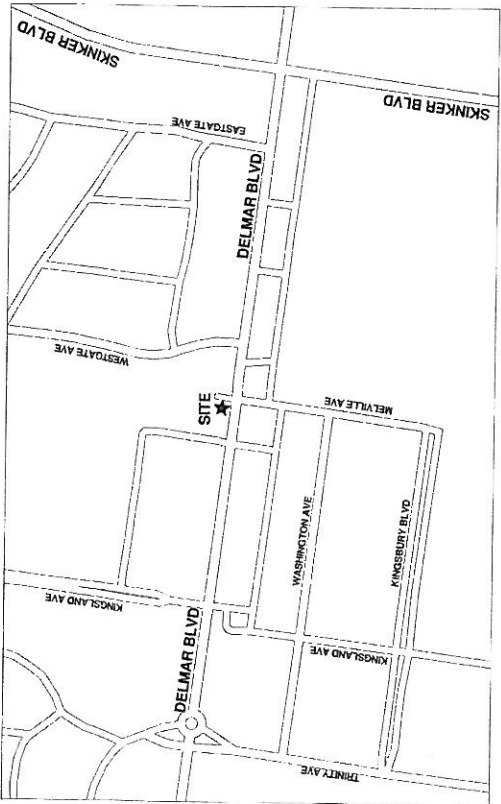 SKINKER BLVD
SKINKER BLVD
EASTGATE AVE
DELMAR BLVD
WESTGATE AVE
SITE
MELVILLE AVE
WASHINGTON AVE
KINGSBURY BLVD
KINGSLAND AVE
DELMAR BLVD
KINGSLAND AVE
TRINITY AVE